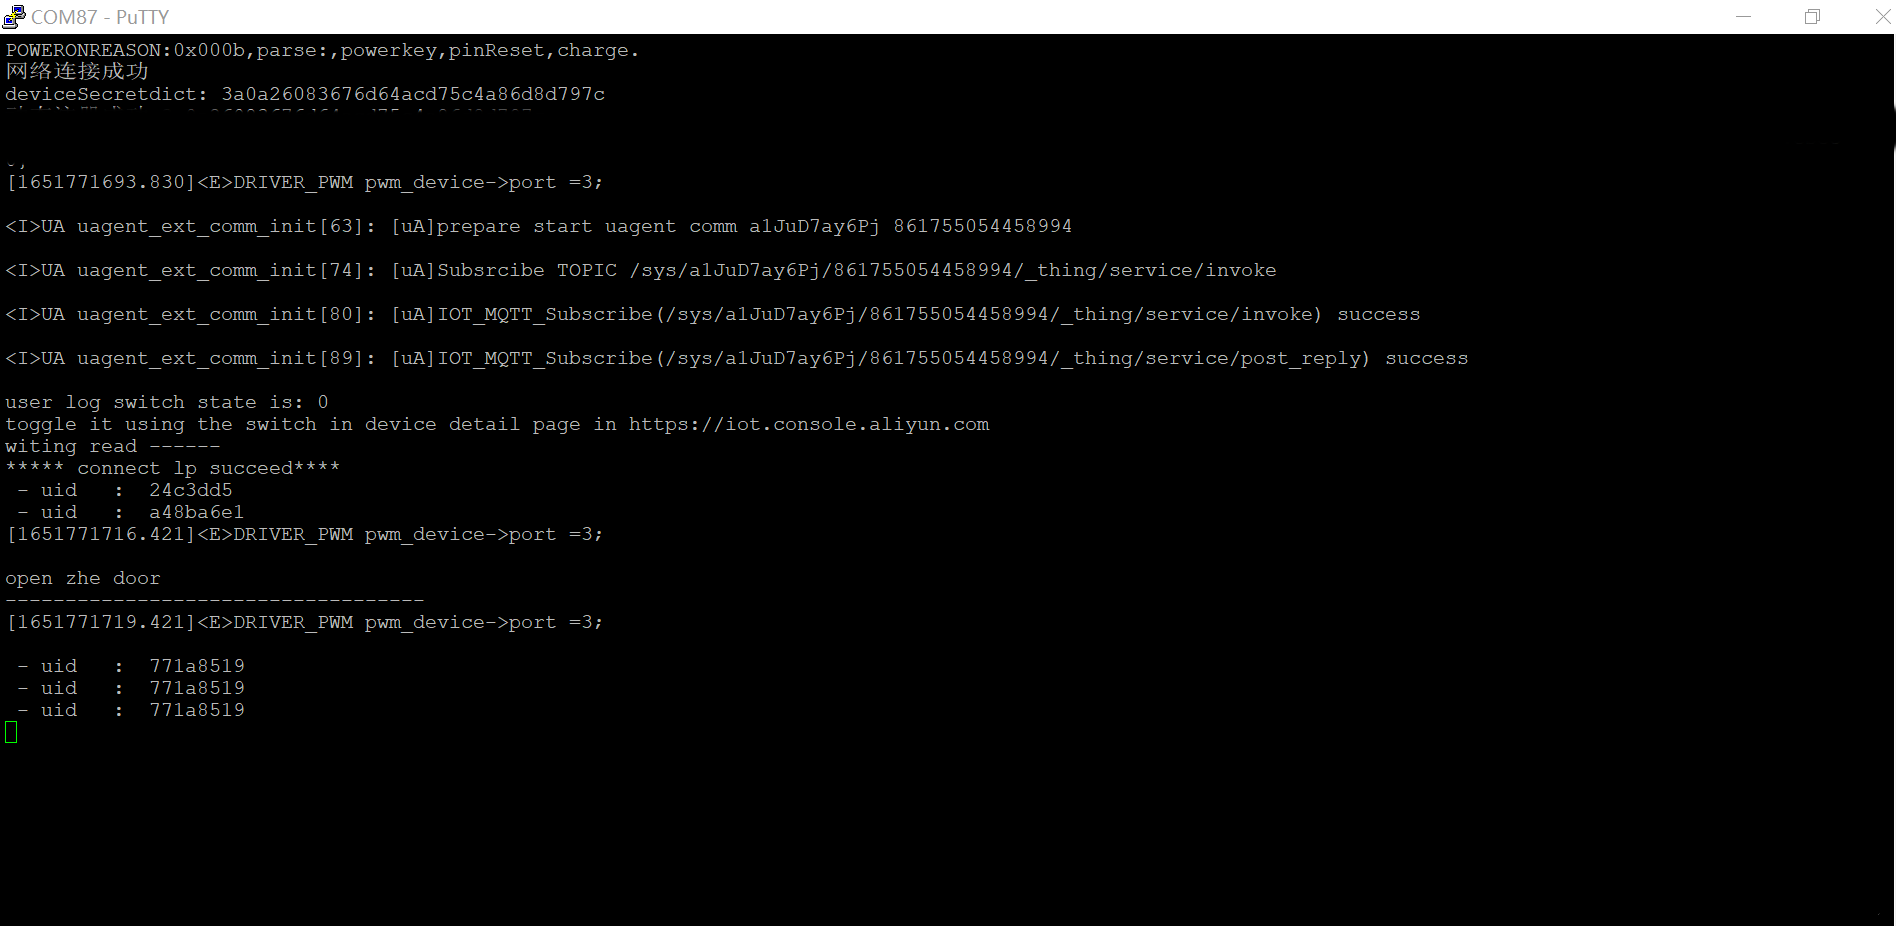 COM87 - PuTTY
POWERONREASON:0x000b,parse:,powerkey,pinReset,charge.
网络连接成功
deviceSecretdict: 3a0a26083676d64acd75c4a86d8d797c
[1651771693.830]<E>DRIVER_PWM pwm_device->port =3;
<I>UA uagent_ext_comm_init[63]: [uA]prepare start uagent comm a1JuD7ay6Pj 861755054458994
<I>UA uagent_ext_comm_init[74]: [uA]Subsrcibe TOPIC /sys/a1JuD7ay6Pj/861755054458994/_thing/service/invoke
<I>UA uagent_ext_comm_init[80]: [uA]IOT_MQTT_Subscribe(/sys/a1JuD7ay6Pj/861755054458994/_thing/service/invoke) success
<I>UA uagent_ext_comm_init[89]: [uA]IOT_MQTT_Subscribe(/sys/a1JuD7ay6Pj/861755054458994/_thing/service/post_reply) success
user log switch state is: 0
toggle it using the switch in device detail page in https://iot.console.aliyun.com
witing read ------
***** connect lp succeed****
- uid : 24c3dd5
- uid : a48ba6e1
[1651771716.421]<E>DRIVER_PWM pwm_device->port =3;
open zhe door
-----------------------------------
[1651771719.421]<E>DRIVER_PWM pwm_device->port =3;
- uid : 771a8519
- uid : 771a8519
- uid : 771a8519